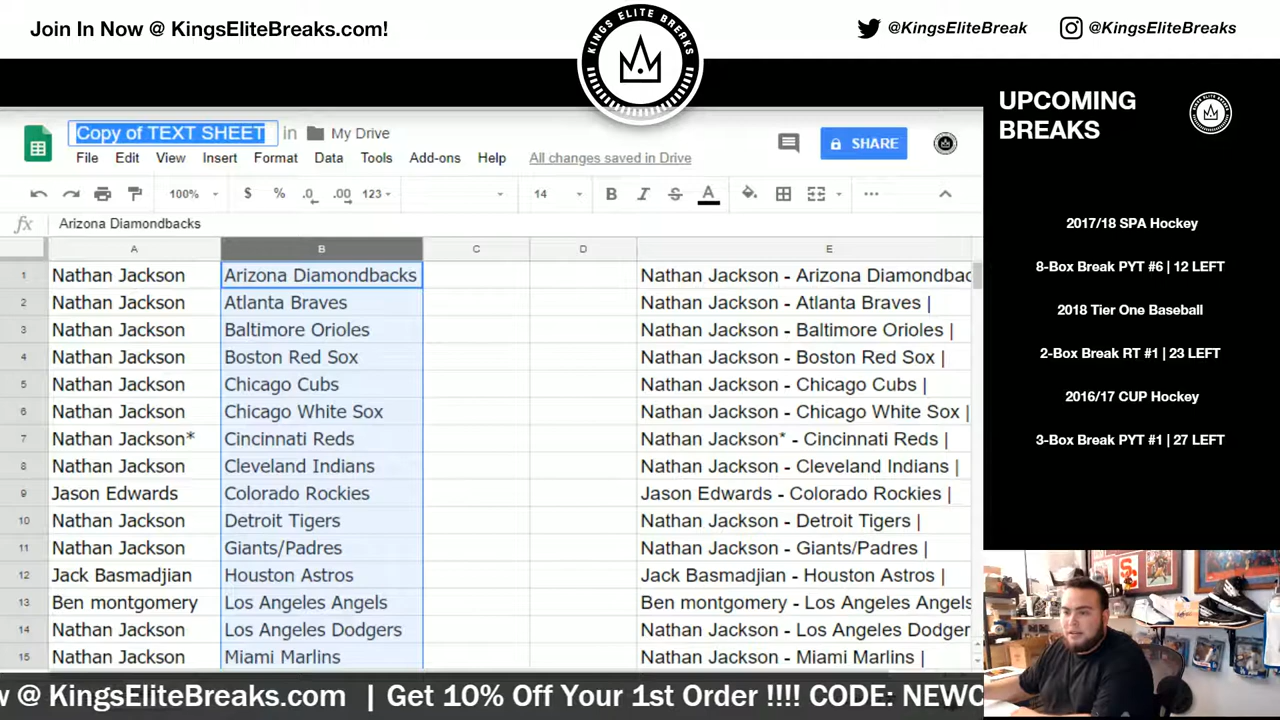 Join In Now @ KingsEliteBreaks.com!
KINGS ELITE BREAKS
@KingsEliteBreak
@KingsEliteBreaks
UPCOMING
BREAKS
2017/18 SPA Hockey
8-Box Break PYT #6 | 12 LEFT
2018 Tier One Baseball
2-Box Break RT #1 | 23 LEFT
2016/17 CUP Hockey
3-Box Break PYT #1 | 27 LEFT
Copy of TEXT SHEET in My Drive
SHARE
File Edit View Insert Format Data Tools Add-ons Help All changes saved in Drive
100% $ % .0 .00 123 14 B I S A
fx Arizona Diamondbacks
A B C D E
1 Nathan Jackson Arizona Diamondbacks Nathan Jackson - Arizona Diamondbac
2 Nathan Jackson Atlanta Braves Nathan Jackson - Atlanta Braves |
3 Nathan Jackson Baltimore Orioles Nathan Jackson - Baltimore Orioles |
4 Nathan Jackson Boston Red Sox Nathan Jackson - Boston Red Sox |
5 Nathan Jackson Chicago Cubs Nathan Jackson - Chicago Cubs |
6 Nathan Jackson Chicago White Sox Nathan Jackson - Chicago White Sox |
7 Nathan Jackson* Cincinnati Reds Nathan Jackson* - Cincinnati Reds |
8 Nathan Jackson Cleveland Indians Nathan Jackson - Cleveland Indians |
9 Jason Edwards Colorado Rockies Jason Edwards - Colorado Rockies |
10 Nathan Jackson Detroit Tigers Nathan Jackson - Detroit Tigers |
11 Nathan Jackson Giants/Padres Nathan Jackson - Giants/Padres |
12 Jack Basmadjian Houston Astros Jack Basmadjian - Houston Astros |
13 Ben montgomery Los Angeles Angels Ben montgomery - Los Angeles Angels
14 Nathan Jackson Los Angeles Dodgers Nathan Jackson - Los Angeles Dodger
15 Nathan Jackson Miami Marlins Nathan Jackson - Miami Marlins |
w @ KingsEliteBreaks.com | Get 10% Off Your 1st Order !!!! CODE: NEWC